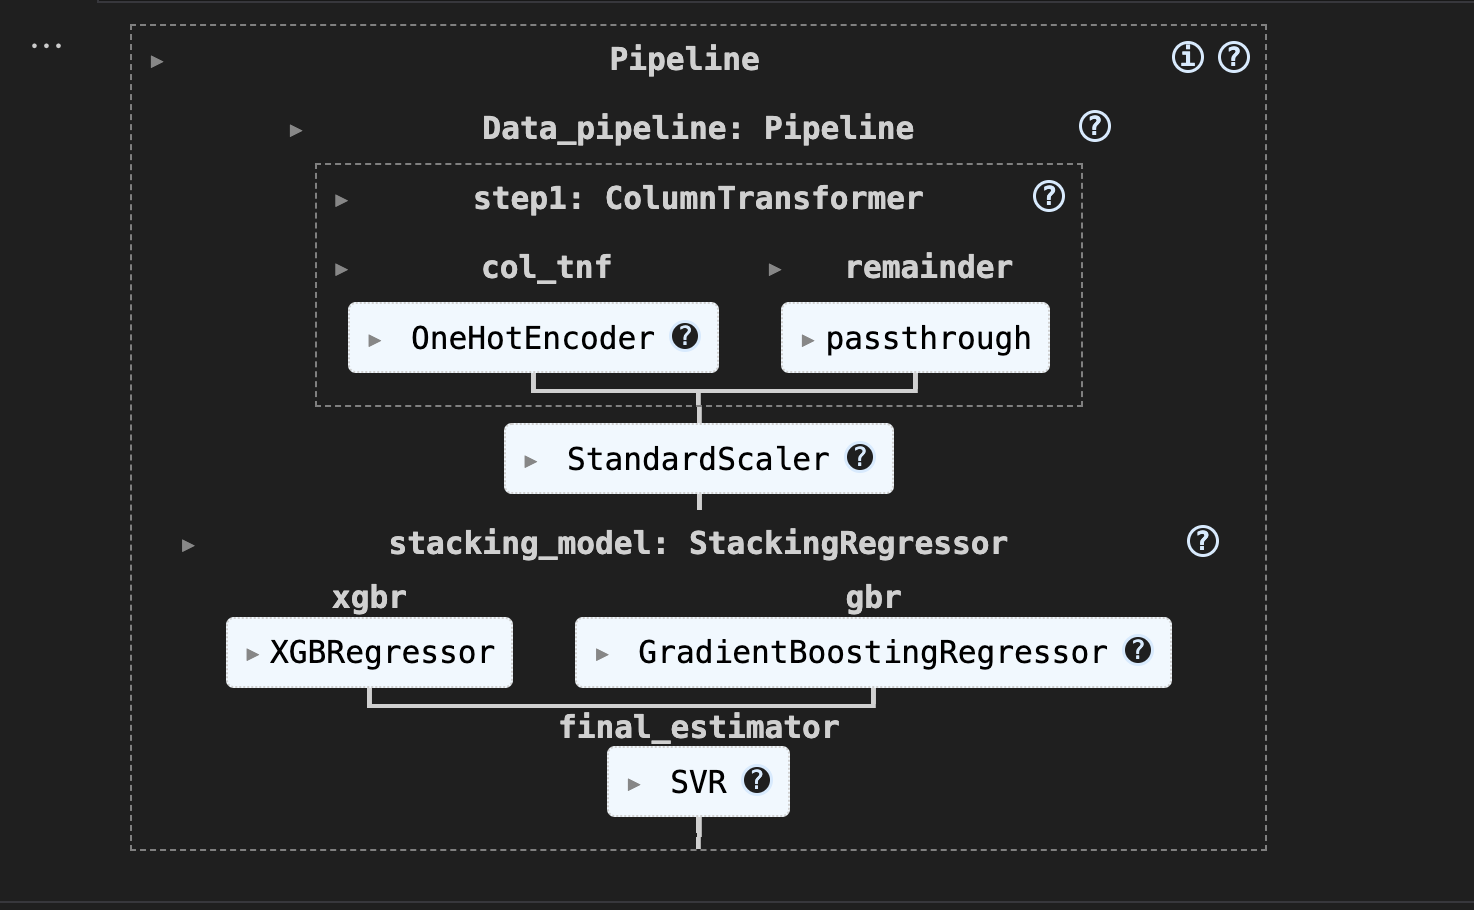 ...
Pipeline i ?
Data_pipeline: Pipeline ?
step1: ColumnTransformer ?
col_tnf remainder
OneHotEncoder ? passthrough
StandardScaler ?
stacking_model: StackingRegressor ?
xgbr gbr
XGBRegressor GradientBoostingRegressor ?
final_estimator
SVR ?